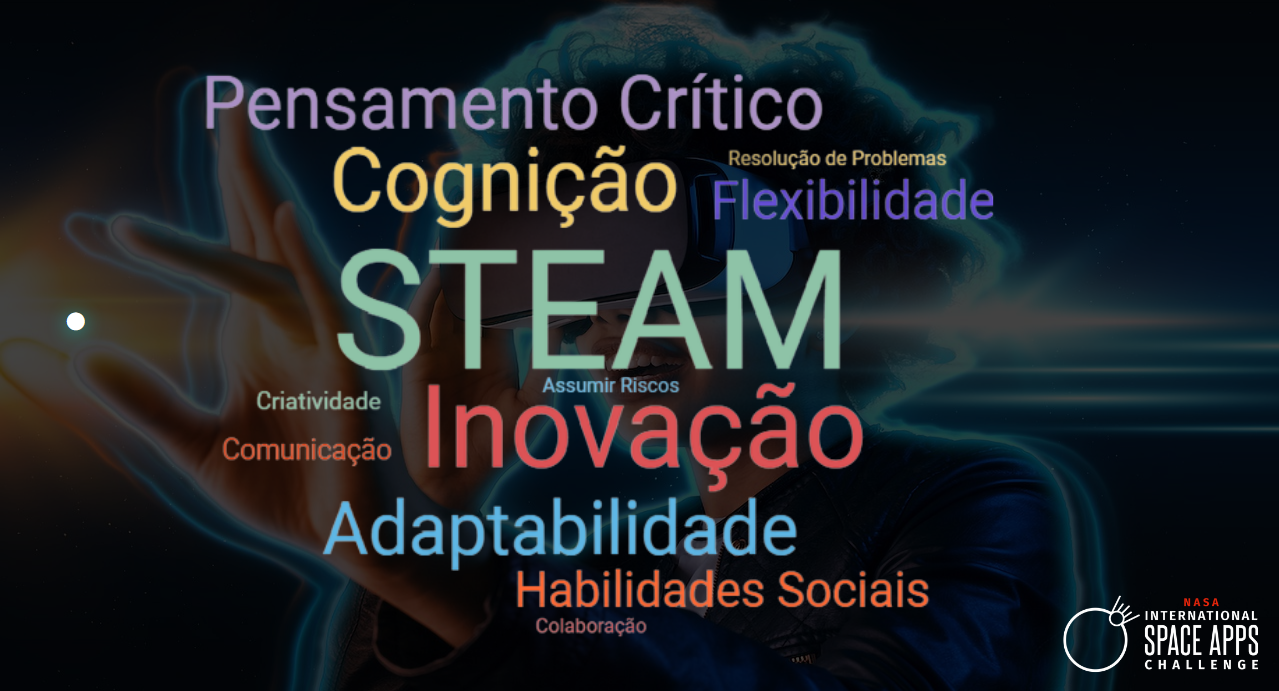 Pensamento Crítico
Cognição
Resolução de Problemas
Flexibilidade
STEAM
Assumir Riscos
Criatividade
Inovação
Comunicação
Adaptabilidade
Habilidades Sociais
Colaboração
NASA
INTERNATIONAL
SPACE APPS
CHALLENGE